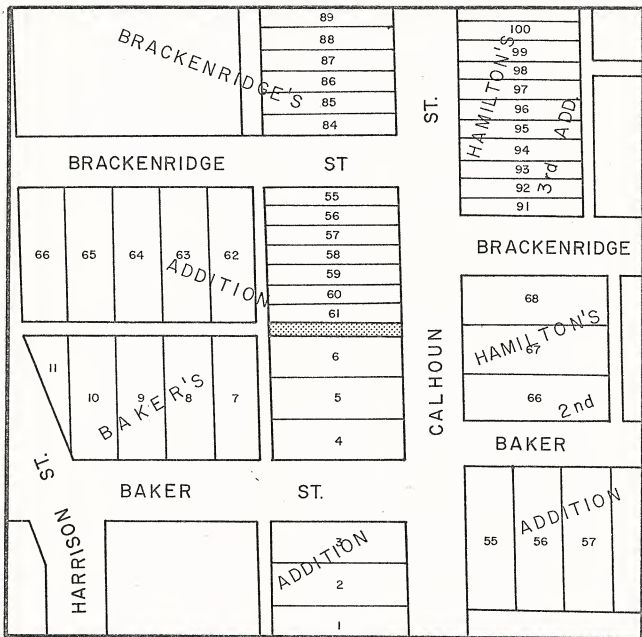 89
88
87
86
85
84
BRACKENRIDGE'S
ST.
100
99
98
97
96
95
94
93
92
91
HAMILTON'S
3rd ADD.
BRACKENRIDGE ST
66 65 64 63 62
ADDITION
55
56
57
58
59
60
61
6
5
4
BRACKENRIDGE
68
67
66
HAMILTON'S
2nd
CALHOUN
11 10 9 8 7
BAKER'S
BAKER
HARRISON ST.
BAKER ST.
55 56 57
ADDITION
3
2
1
ADDITION